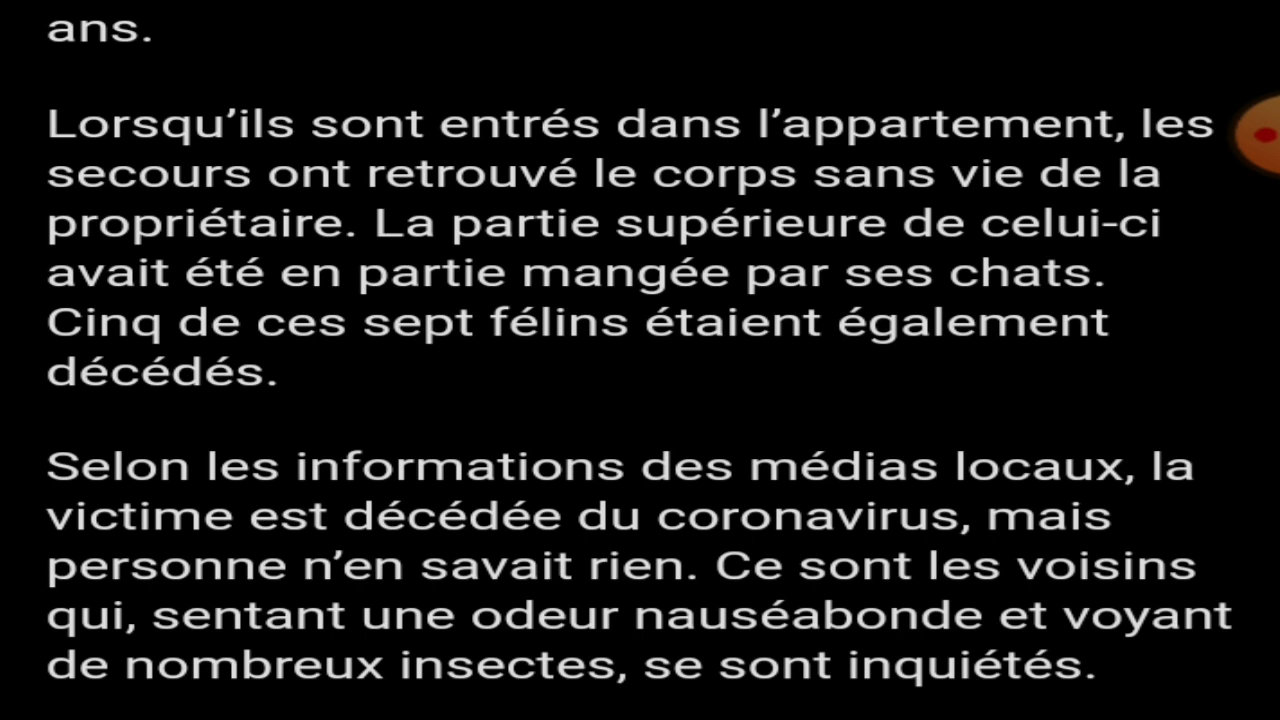 ans.
Lorsqu’ils sont entrés dans l’appartement, les
secours ont retrouvé le corps sans vie de la
propriétaire. La partie supérieure de celui-ci
avait été en partie mangée par ses chats.
Cinq de ces sept félins étaient également
décédés.
Selon les informations des médias locaux, la
victime est décédée du coronavirus, mais
personne n’en savait rien. Ce sont les voisins
qui, sentant une odeur nauséabonde et voyant
de nombreux insectes, se sont inquiétés.